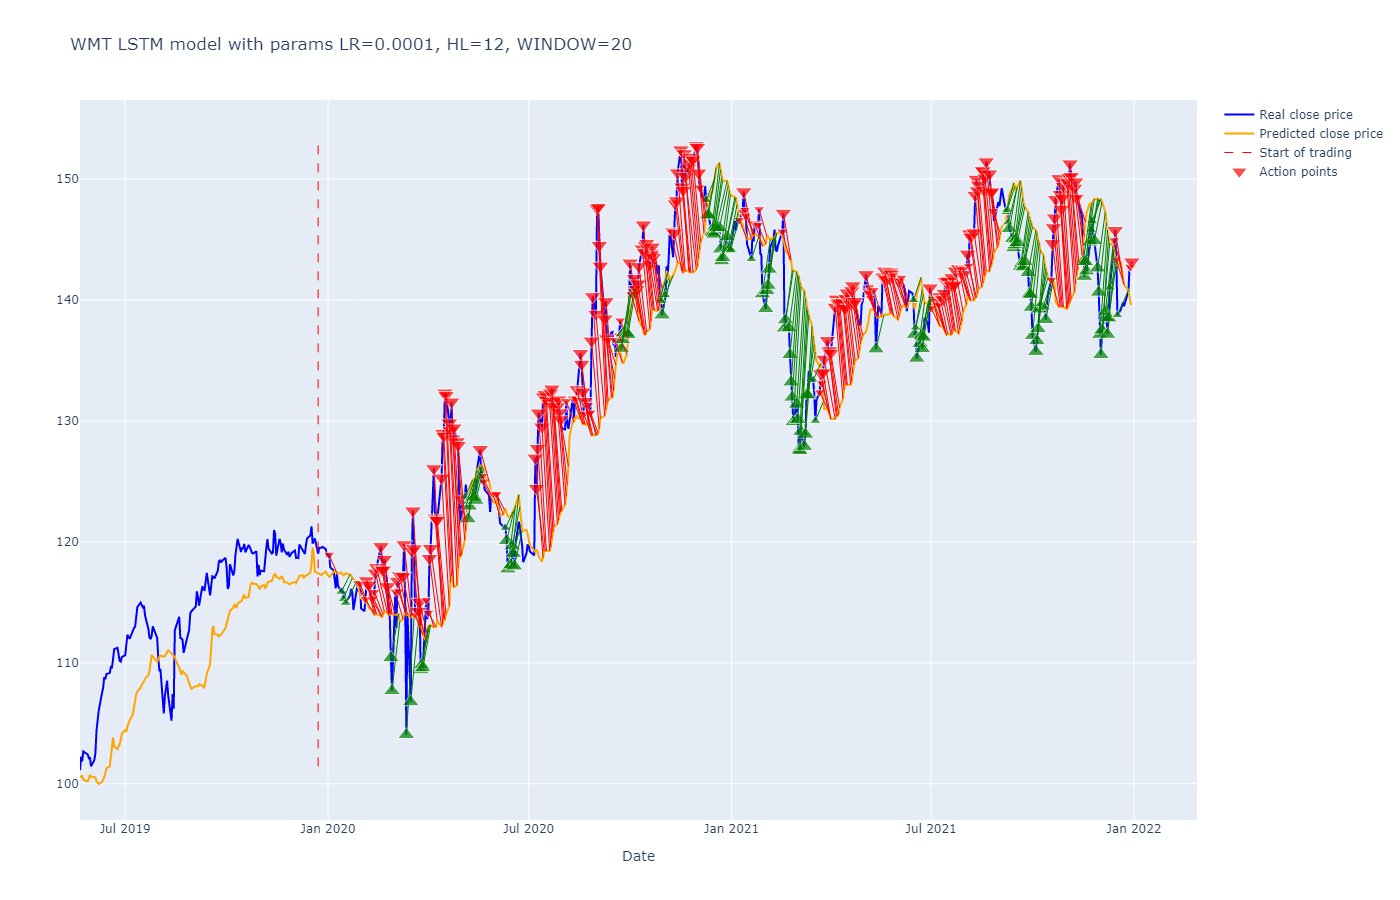 WMT LSTM model with params LR=0.0001, HL=12, WINDOW=20
Real close price
Predicted close price
Start of trading
Action points
150
140
130
120
110
100
Jul 2019
Jan 2020
Jul 2020
Jan 2021
Jul 2021
Jan 2022
Date